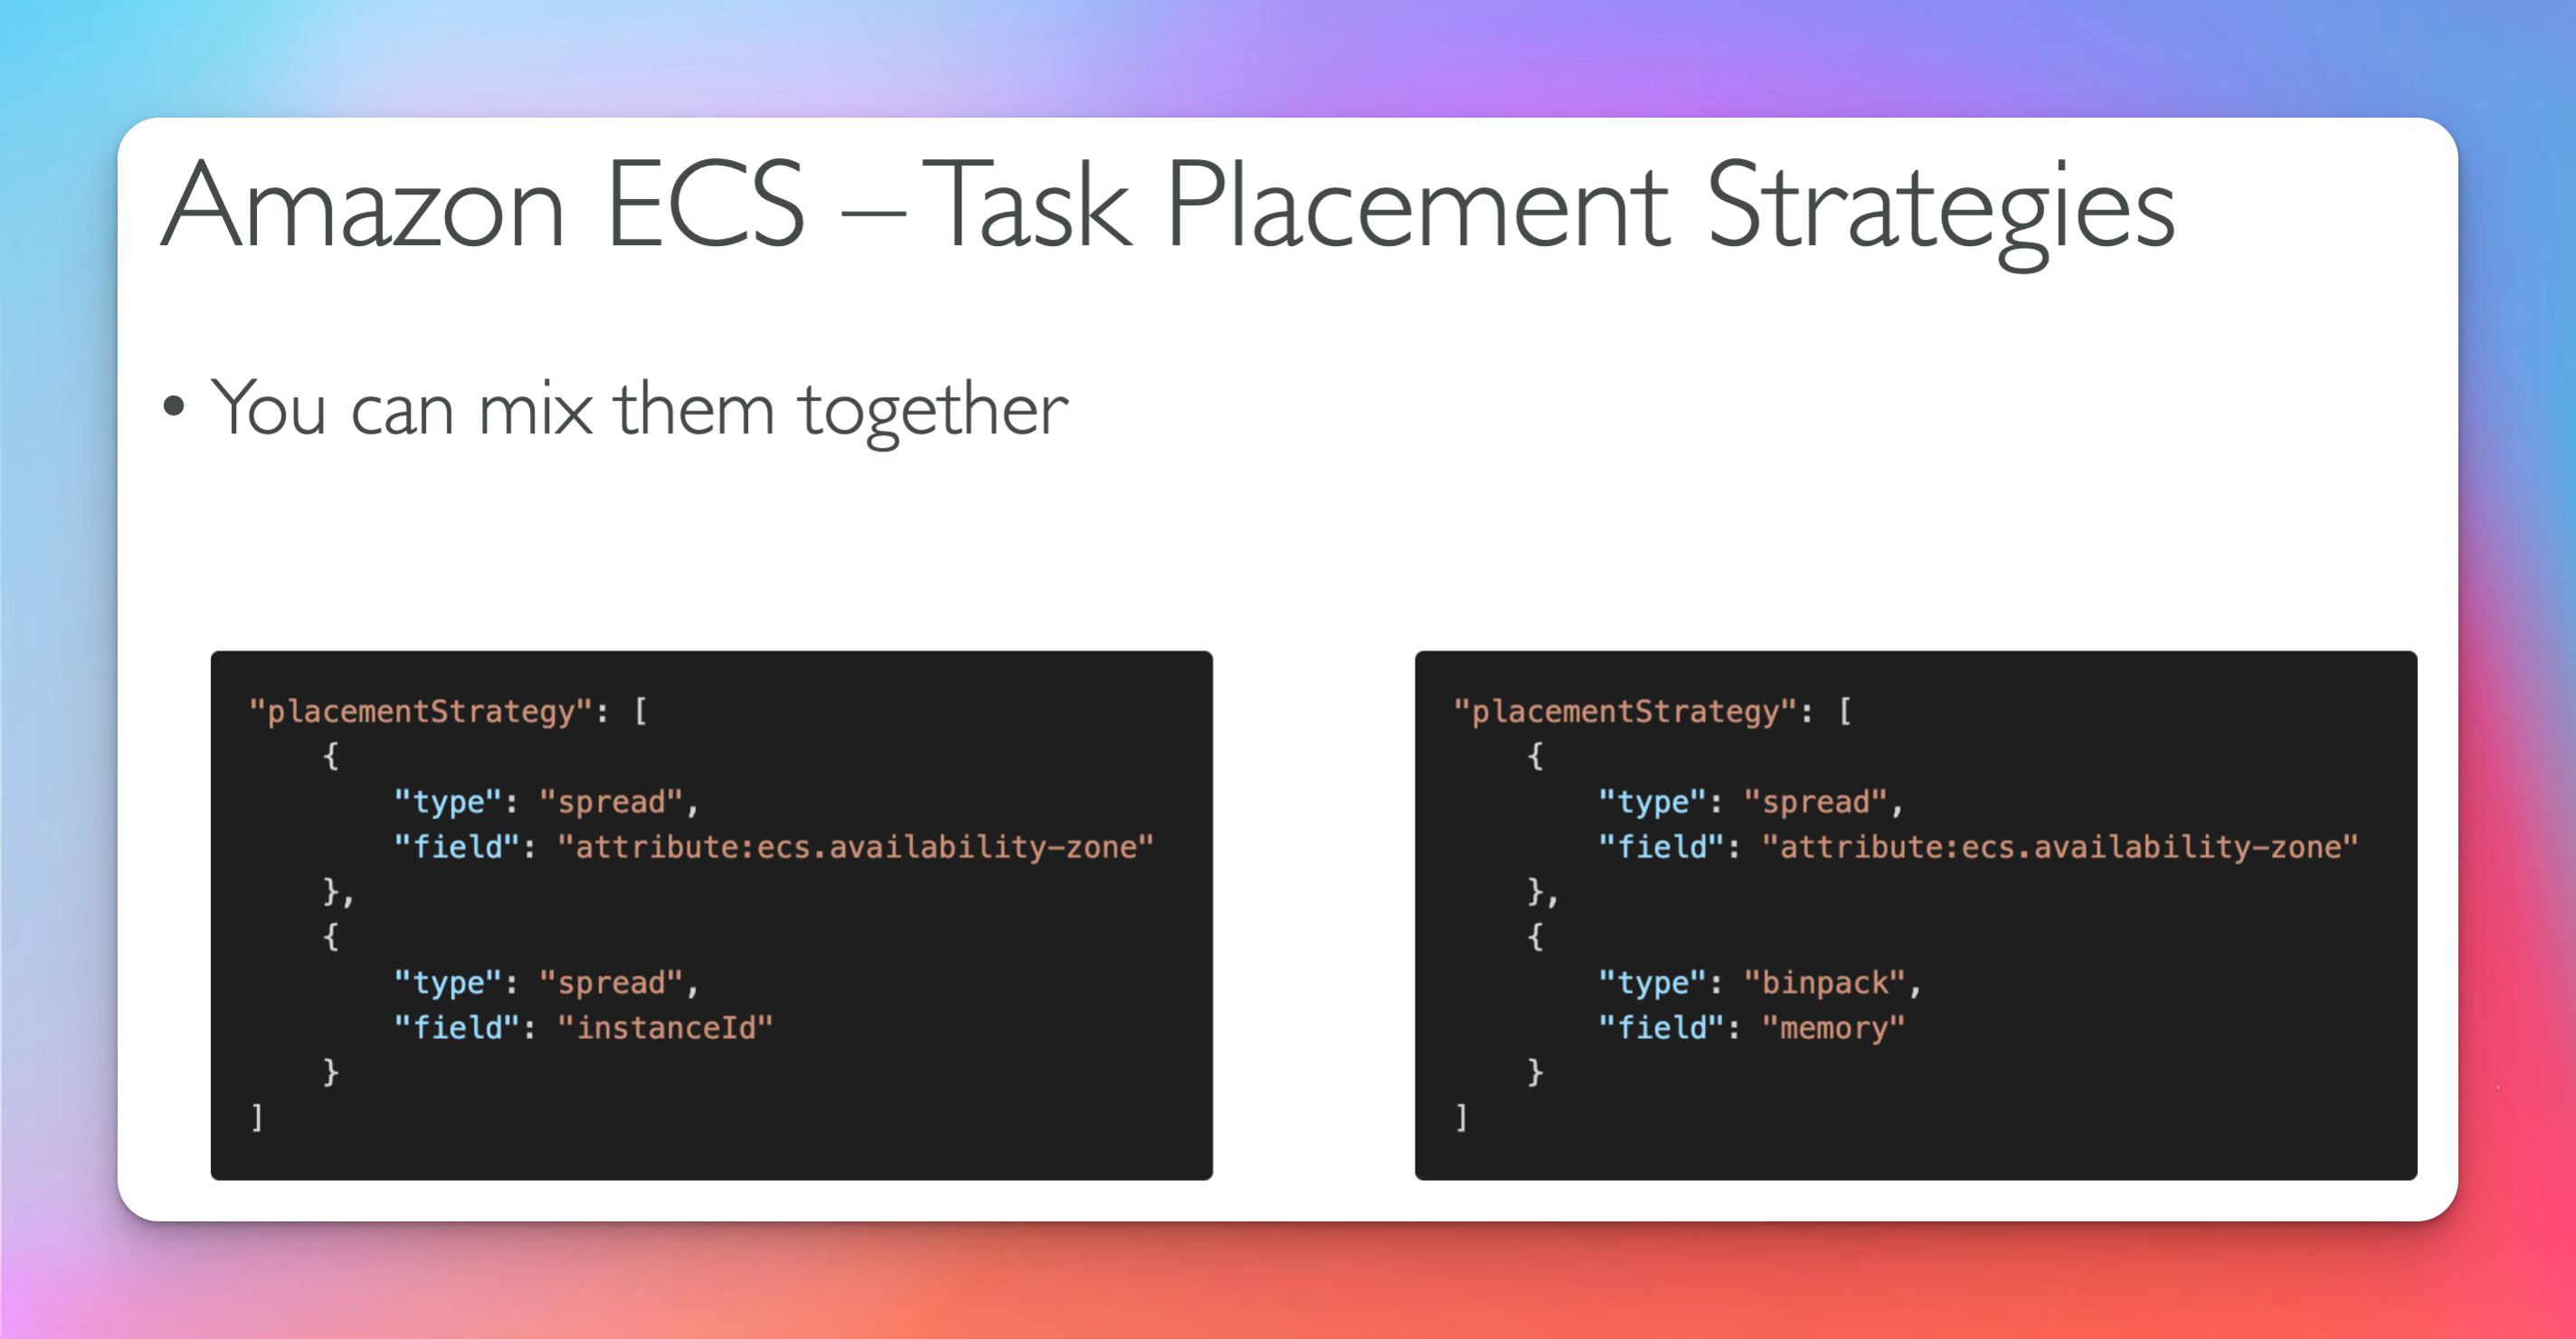 Amazon ECS – Task Placement Strategies
• You can mix them together
"placementStrategy": [
    {
        "type": "spread",
        "field": "attribute:ecs.availability-zone"
    },
    {
        "type": "spread",
        "field": "instanceId"
    }
]
"placementStrategy": [
    {
        "type": "spread",
        "field": "attribute:ecs.availability-zone"
    },
    {
        "type": "binpack",
        "field": "memory"
    }
]